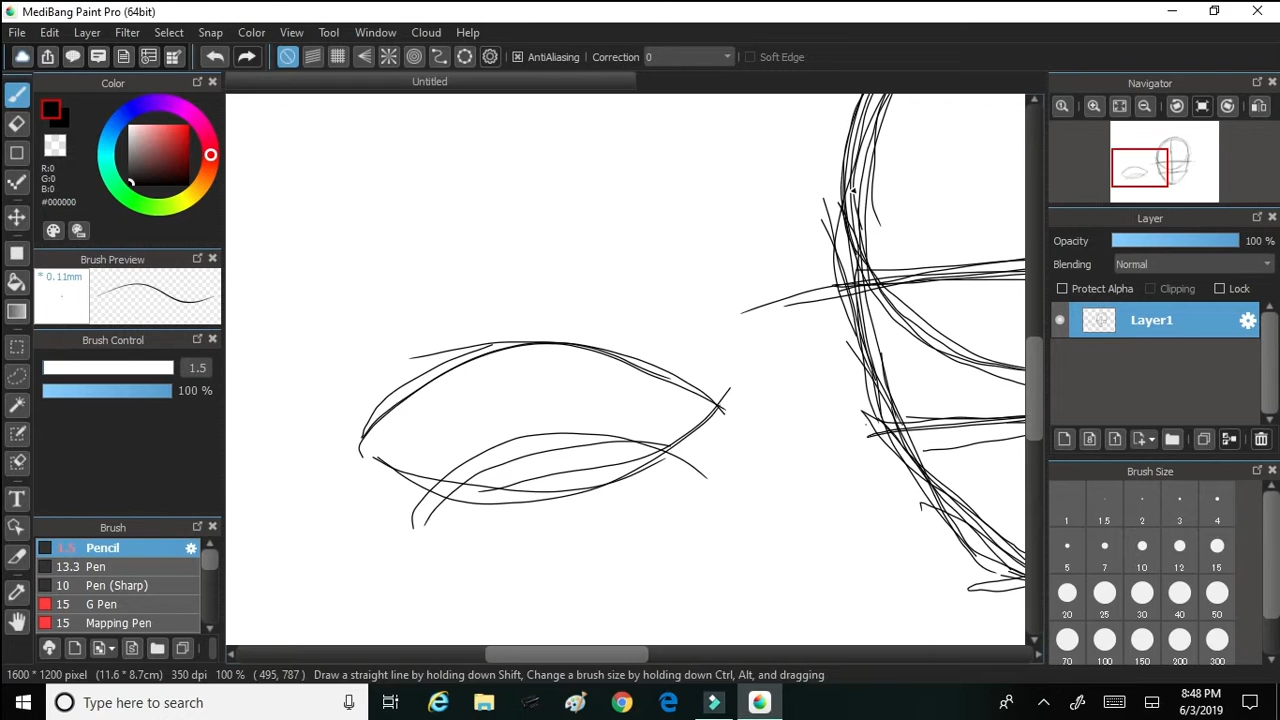 MediBang Paint Pro (64bit)
File Edit Layer Filter Select Snap Color View Tool Window Cloud Help
AntiAliasing Correction 0 Soft Edge
Color
Untitled
Navigator
R:0
G:0
B:0
#000000
Layer
Opacity 100 %
Blending Normal
Protect Alpha Clipping Lock
Layer1
Brush Preview
* 0.11mm
Brush Control
1.5
100 %
Brush Size
1 1.5 2 3 4
5 7 10 12 15
20 25 30 40 50
70 100 150 200 300
Brush
1.5 Pencil
13.3 Pen
10 Pen (Sharp)
15 G Pen
15 Mapping Pen
1600 * 1200 pixel (11.6 * 8.7cm) 350 dpi 100 % ( 495, 787 ) Draw a straight line by holding down Shift, Change a brush size by holding down Ctrl, Alt, and dragging
Type here to search
8:48 PM
6/3/2019